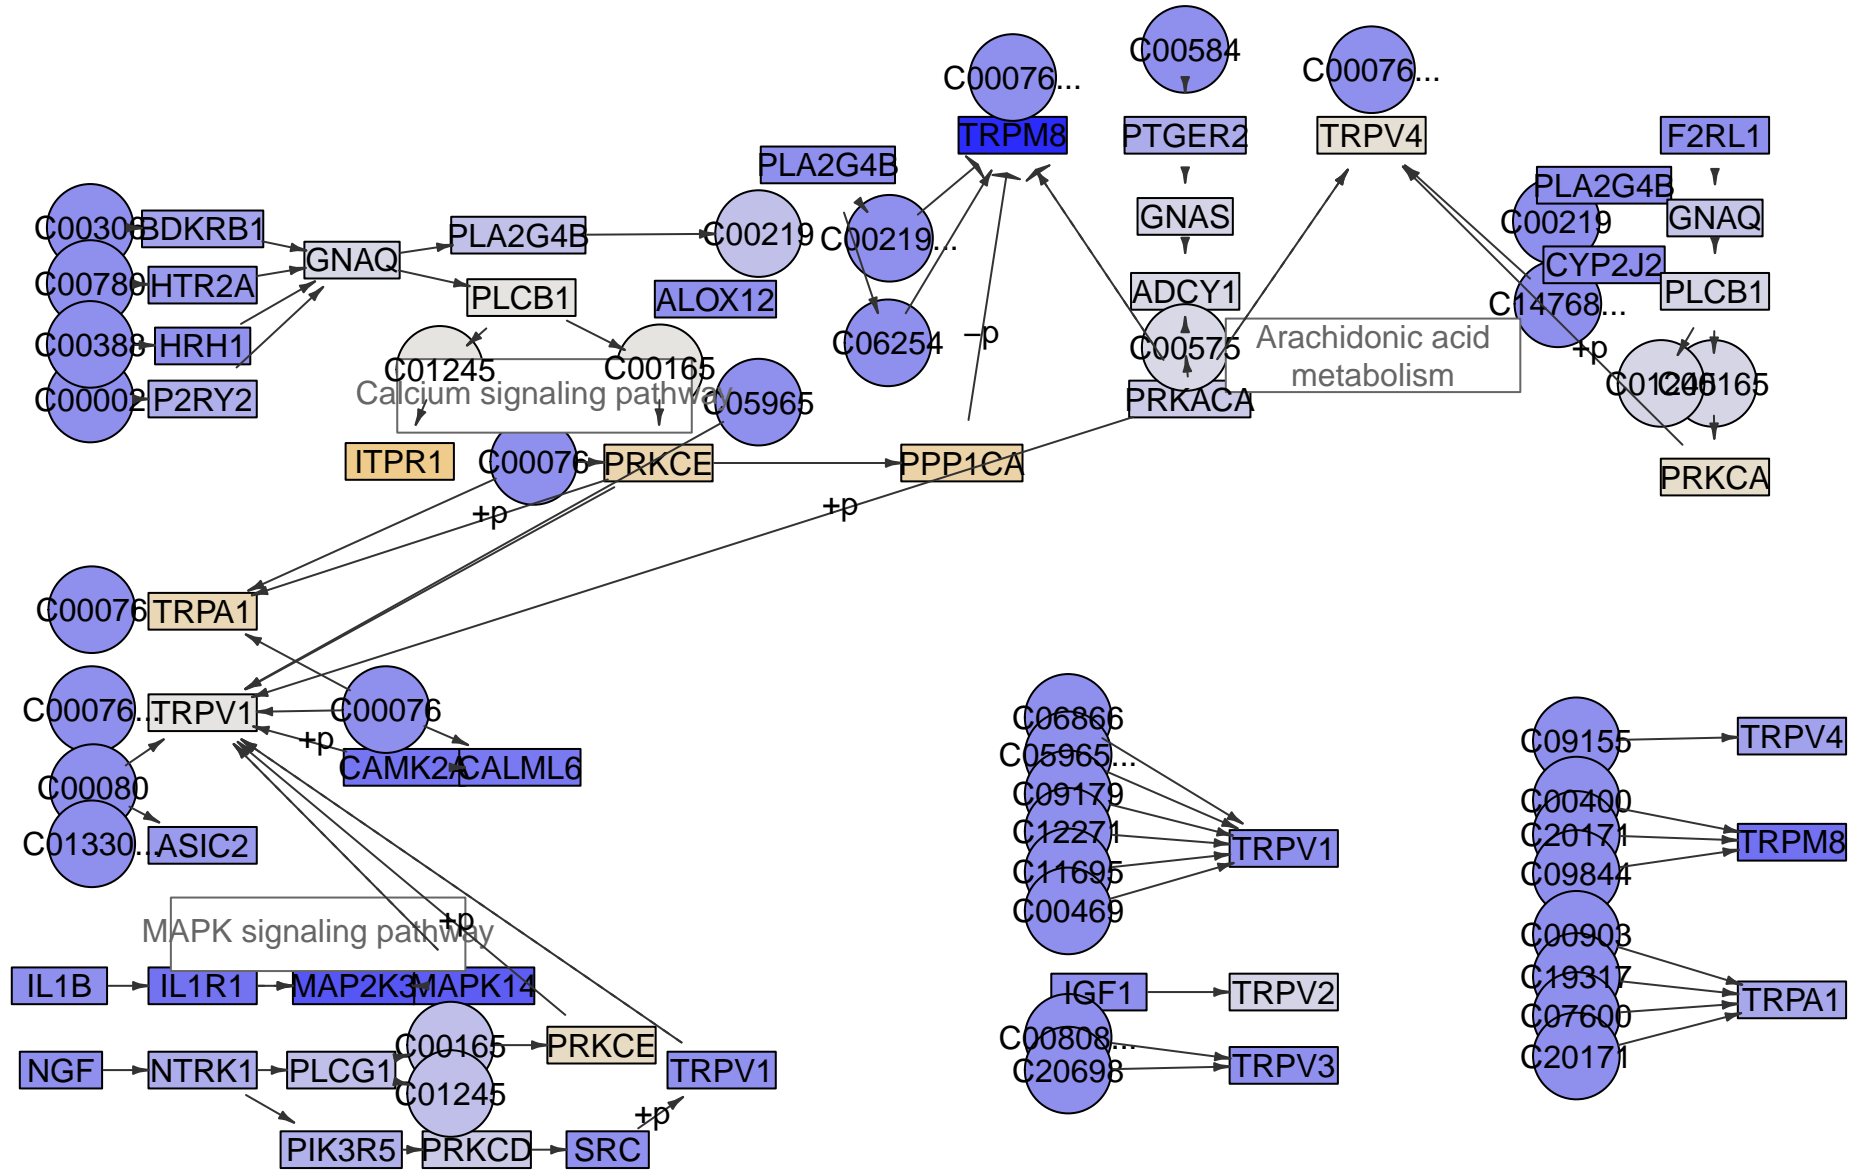 C00584
C00076...
C00076...
TRPM8
PTGER2
TRPV4
F2RL1
PLA2G4B
PLA2G4B
C00308
BDKRB1
PLA2G4B
C00219
C00219...
GNAS
C00219
GNAQ
GNAQ
CYP2J2
C00780
HTR2A
PLCB1
ALOX12
ADCY1
C14768...
PLCB1
C00388
HRH1
C01245
C00165
C06254
–p
C00575
Arachidonic acid
metabolism
+p
C00002
P2RY2
Calcium signaling pathway
C05965
PRKACA
C01245
C00165
ITPR1
C00076
PRKCE
PPP1CA
PRKCA
+p
+p
C00076
TRPA1
C00076...
TRPV1
C00076
+p
CAMK2A
CALML6
C00080
C01330...
ASIC2
C06866
C05965...
C09179
C12271
C11695
C00469
TRPV1
C09155
TRPV4
C00400
C20171
C09844
TRPM8
MAPK signaling pathway
+p
IL1B
IL1R1
MAP2K3
MAPK14
IGF1
TRPV2
C00903
C19317
C07600
C20171
TRPA1
C00165
PRKCE
C00808...
C20698
TRPV3
NGF
NTRK1
PLCG1
C01245
TRPV1
+p
PIK3R5
PRKCD
SRC